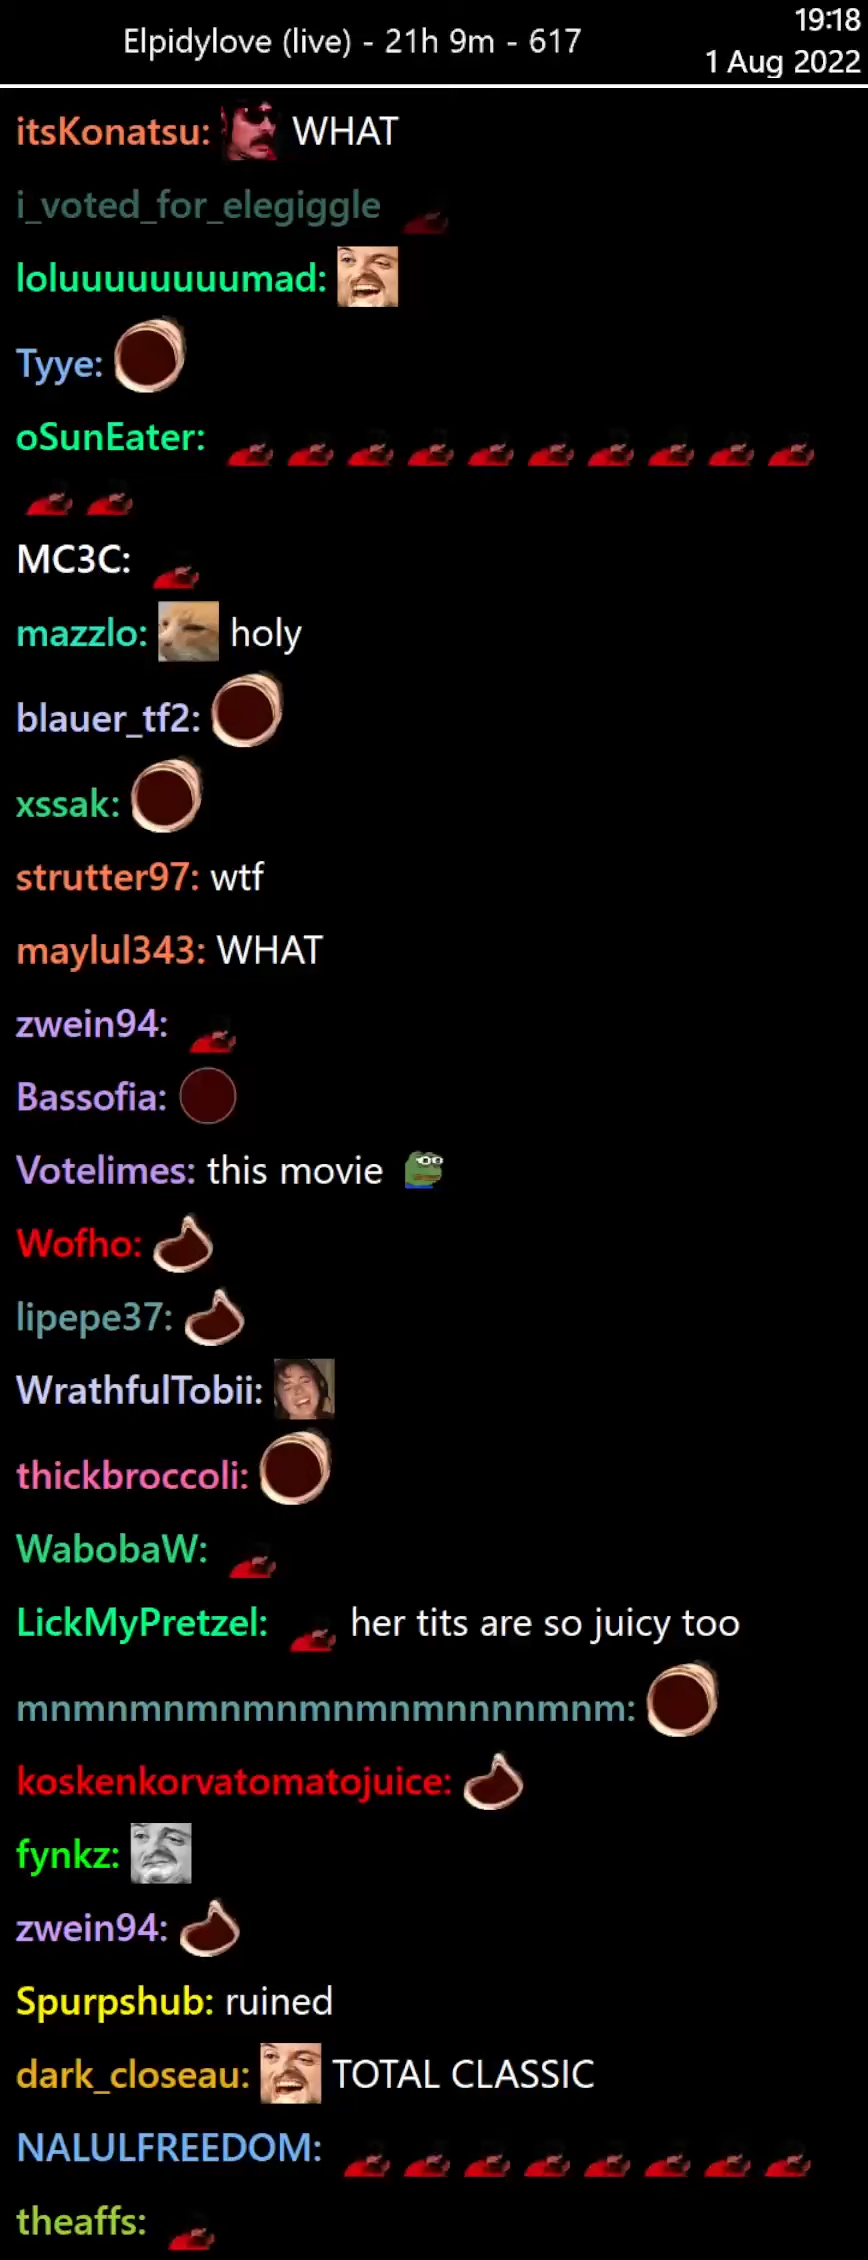 19:18
Elpidylove (live) - 21h 9m - 617
1 Aug 2022
itsKonatsu: WHAT
i_voted_for_elegiggle
loluuuuuuuumad:
Tyye:
oSunEater:
MC3C:
mazzlo: holy
blauer_tf2:
xssak:
strutter97: wtf
maylul343: WHAT
zwein94:
Bassofia:
Votelimes: this movie
Wofho:
lipepe37:
WrathfulTobii:
thickbroccoli:
WabobaW:
LickMyPretzel: her tits are so juicy too
mnmnmnmnmnmnmnmnnnmnm:
koskenkorvatomatojuice:
fynkz:
zwein94:
Spurpshub: ruined
dark_closeau: TOTAL CLASSIC
NALULFREEDOM:
theaffs: